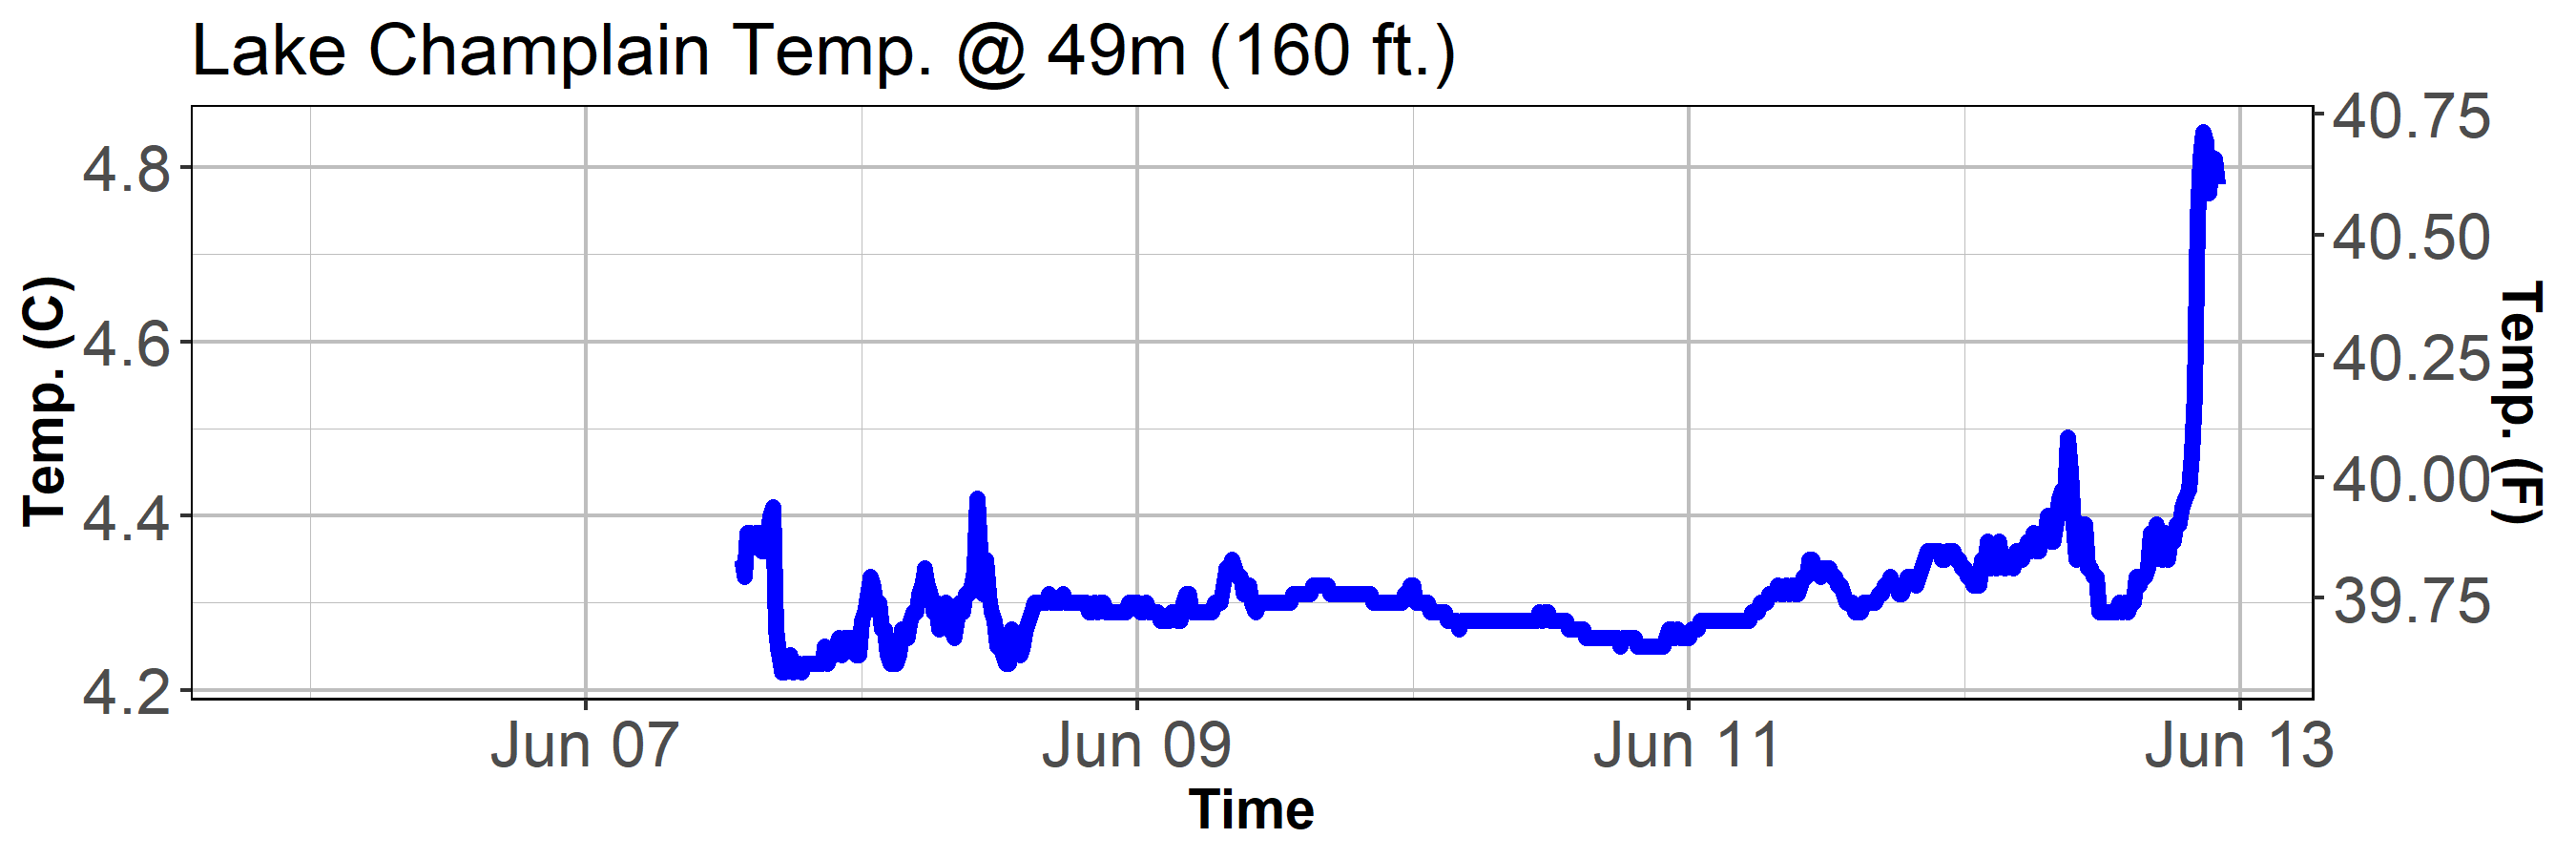 Lake Champlain Temp. @ 49m (160 ft.)
Temp. (C)
4.8
4.6
4.4
4.2
40.75
40.50
40.25
40.00
39.75
Temp. (F)
Jun 07 Jun 09 Jun 11 Jun 13
Time